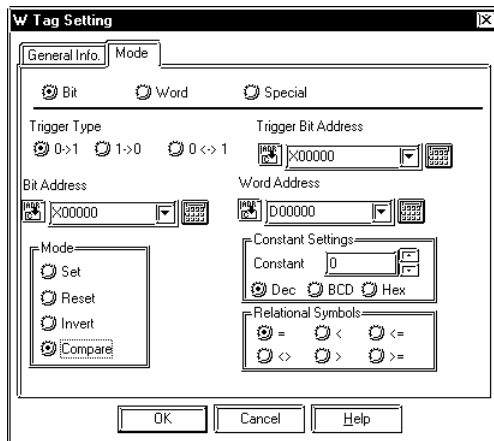 W Tag Setting
General Info. Mode
Bit Word Special
Trigger Type Trigger Bit Address
0->1 1->0 0 <-> 1
X00000
Bit Address Word Address
X00000 D00000
Mode
Set
Reset
Invert
Compare
Constant Settings
Constant 0
Dec BCD Hex
Relational Symbols
= < <=
<> > >=
OK Cancel Help